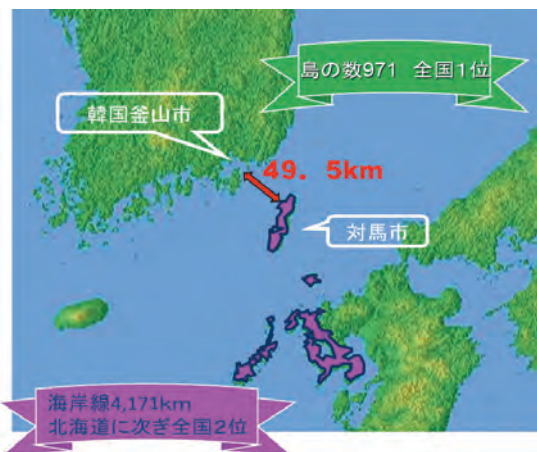 島の数971 全国1位
韓国釜山市
49. 5km
対馬市
海岸線4,171km
北海道に次ぎ全国2位